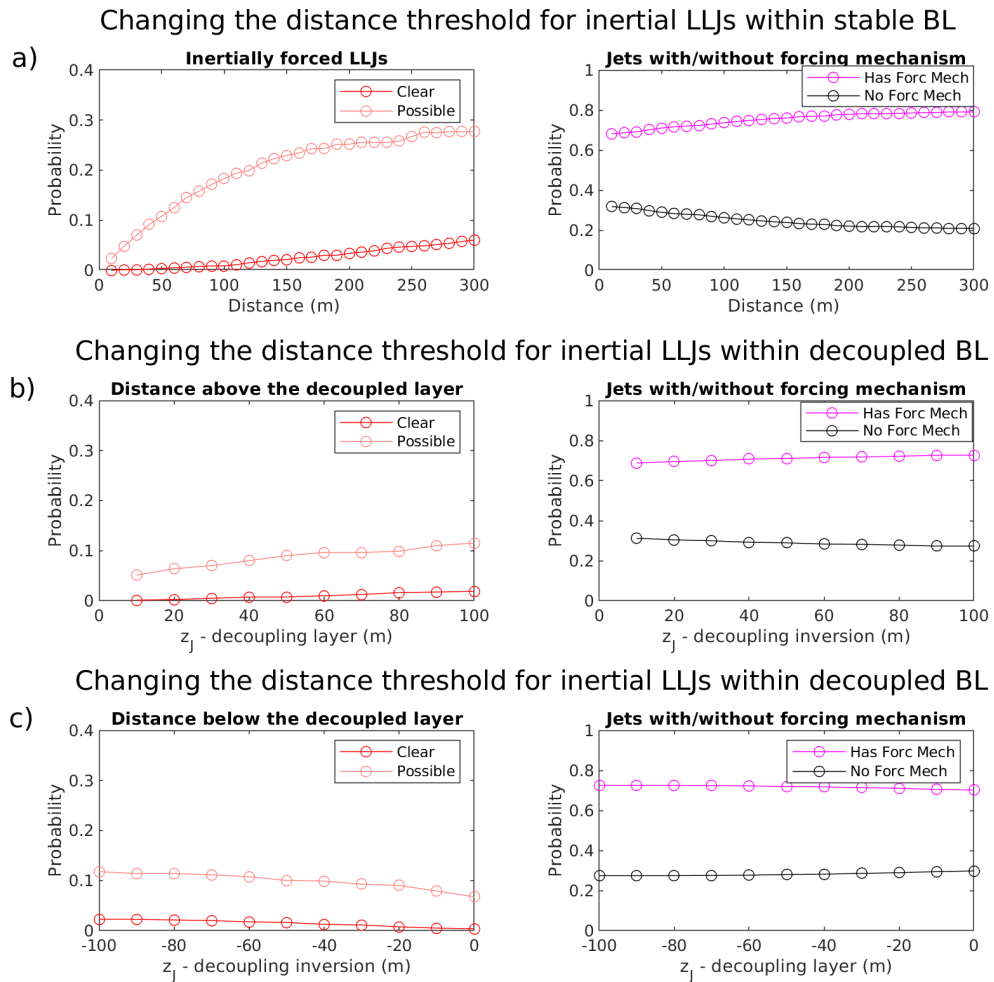 Changing the distance threshold for inertial LLJs within stable BL
a)
Inertially forced LLJs
Clear
Possible
0.4
0.3
0.2
0.1
0
Probability
0 50 100 150 200 250 300
Distance (m)
Jets with/without forcing mechanism
Has Forc Mech
No Forc Mech
1
0.8
0.6
0.4
0.2
0
Probability
0 50 100 150 200 250 300
Distance (m)
Changing the distance threshold for inertial LLJs within decoupled BL
b)
Distance above the decoupled layer
Clear
Possible
0.4
0.3
0.2
0.1
0
Probability
0 20 40 60 80 100
zJ - decoupling layer (m)
Jets with/without forcing mechanism
Has Forc Mech
No Forc Mech
1
0.8
0.6
0.4
0.2
0
Probability
0 20 40 60 80 100
zJ - decoupling inversion (m)
Changing the distance threshold for inertial LLJs within decoupled BL
c)
Distance below the decoupled layer
Clear
Possible
0.4
0.3
0.2
0.1
0
Probability
-100 -80 -60 -40 -20 0
zJ - decoupling inversion (m)
Jets with/without forcing mechanism
Has Forc Mech
No Forc Mech
1
0.8
0.6
0.4
0.2
0
Probability
-100 -80 -60 -40 -20 0
zJ - decoupling layer (m)